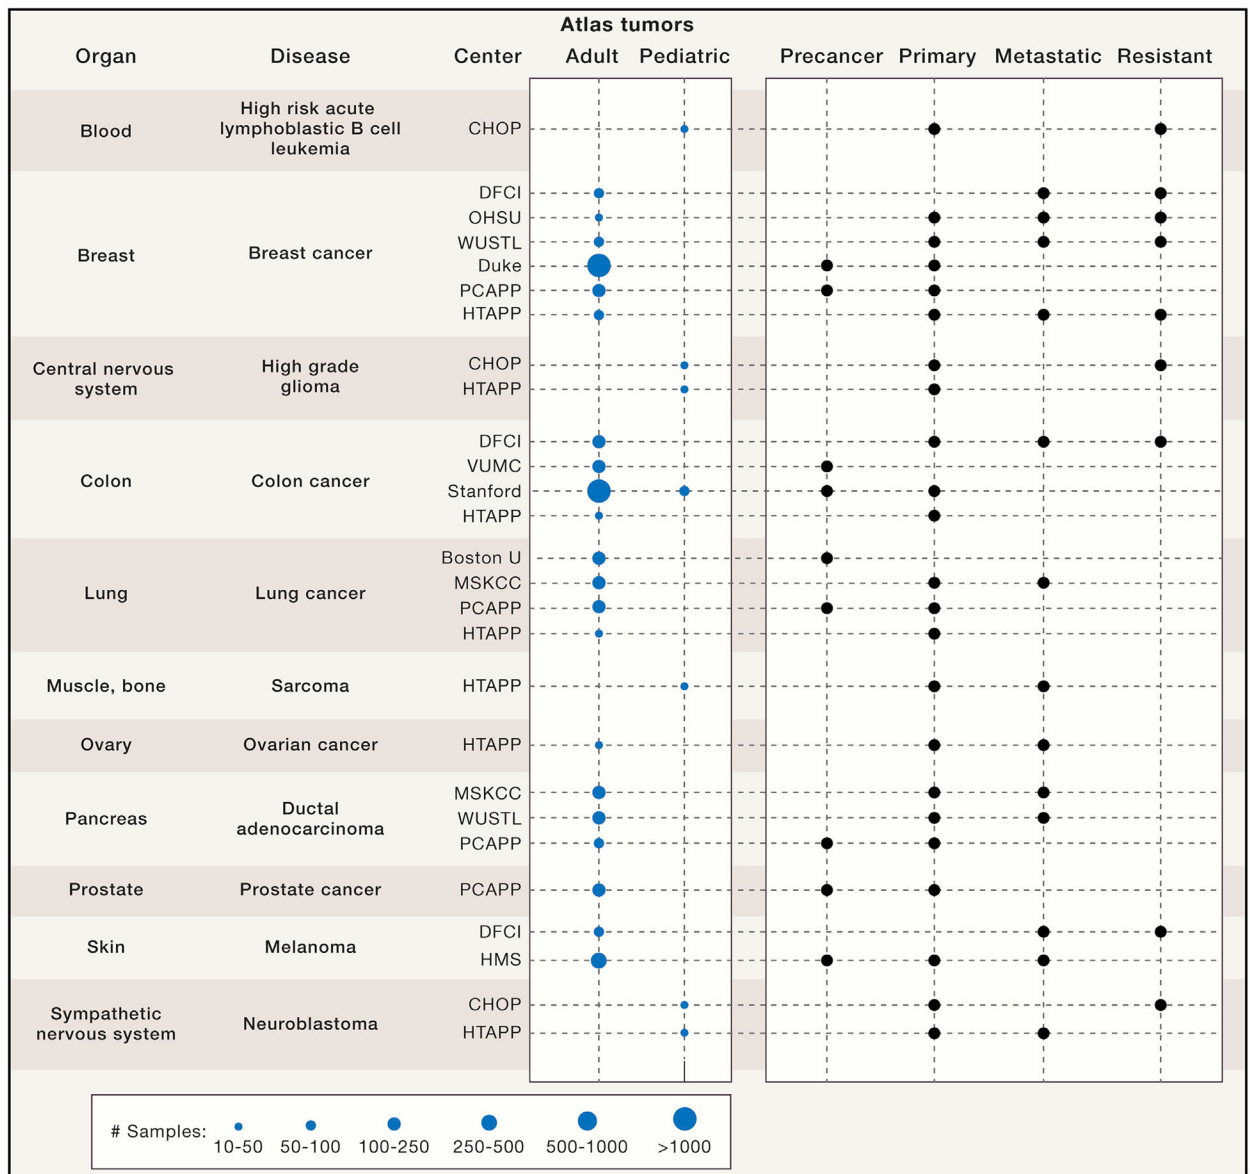 Atlas tumors
Organ Disease Center Adult Pediatric Precancer Primary Metastatic Resistant
High risk acute
lymphoblastic B cell
leukemia
Blood
CHOP
Breast
Breast cancer
DFCI
OHSU
WUSTL
Duke
PCAPP
HTAPP
Central nervous
system
High grade
glioma
CHOP
HTAPP
Colon
Colon cancer
DFCI
VUMC
Stanford
HTAPP
Lung
Lung cancer
Boston U
MSKCC
PCAPP
HTAPP
Muscle, bone
Sarcoma
HTAPP
Ovary
Ovarian cancer
HTAPP
Pancreas
Ductal
adenocarcinoma
MSKCC
WUSTL
PCAPP
Prostate
Prostate cancer
PCAPP
Skin
Melanoma
DFCI
HMS
Sympathetic
nervous system
Neuroblastoma
CHOP
HTAPP
# Samples:
10-50 50-100 100-250 250-500 500-1000 >1000